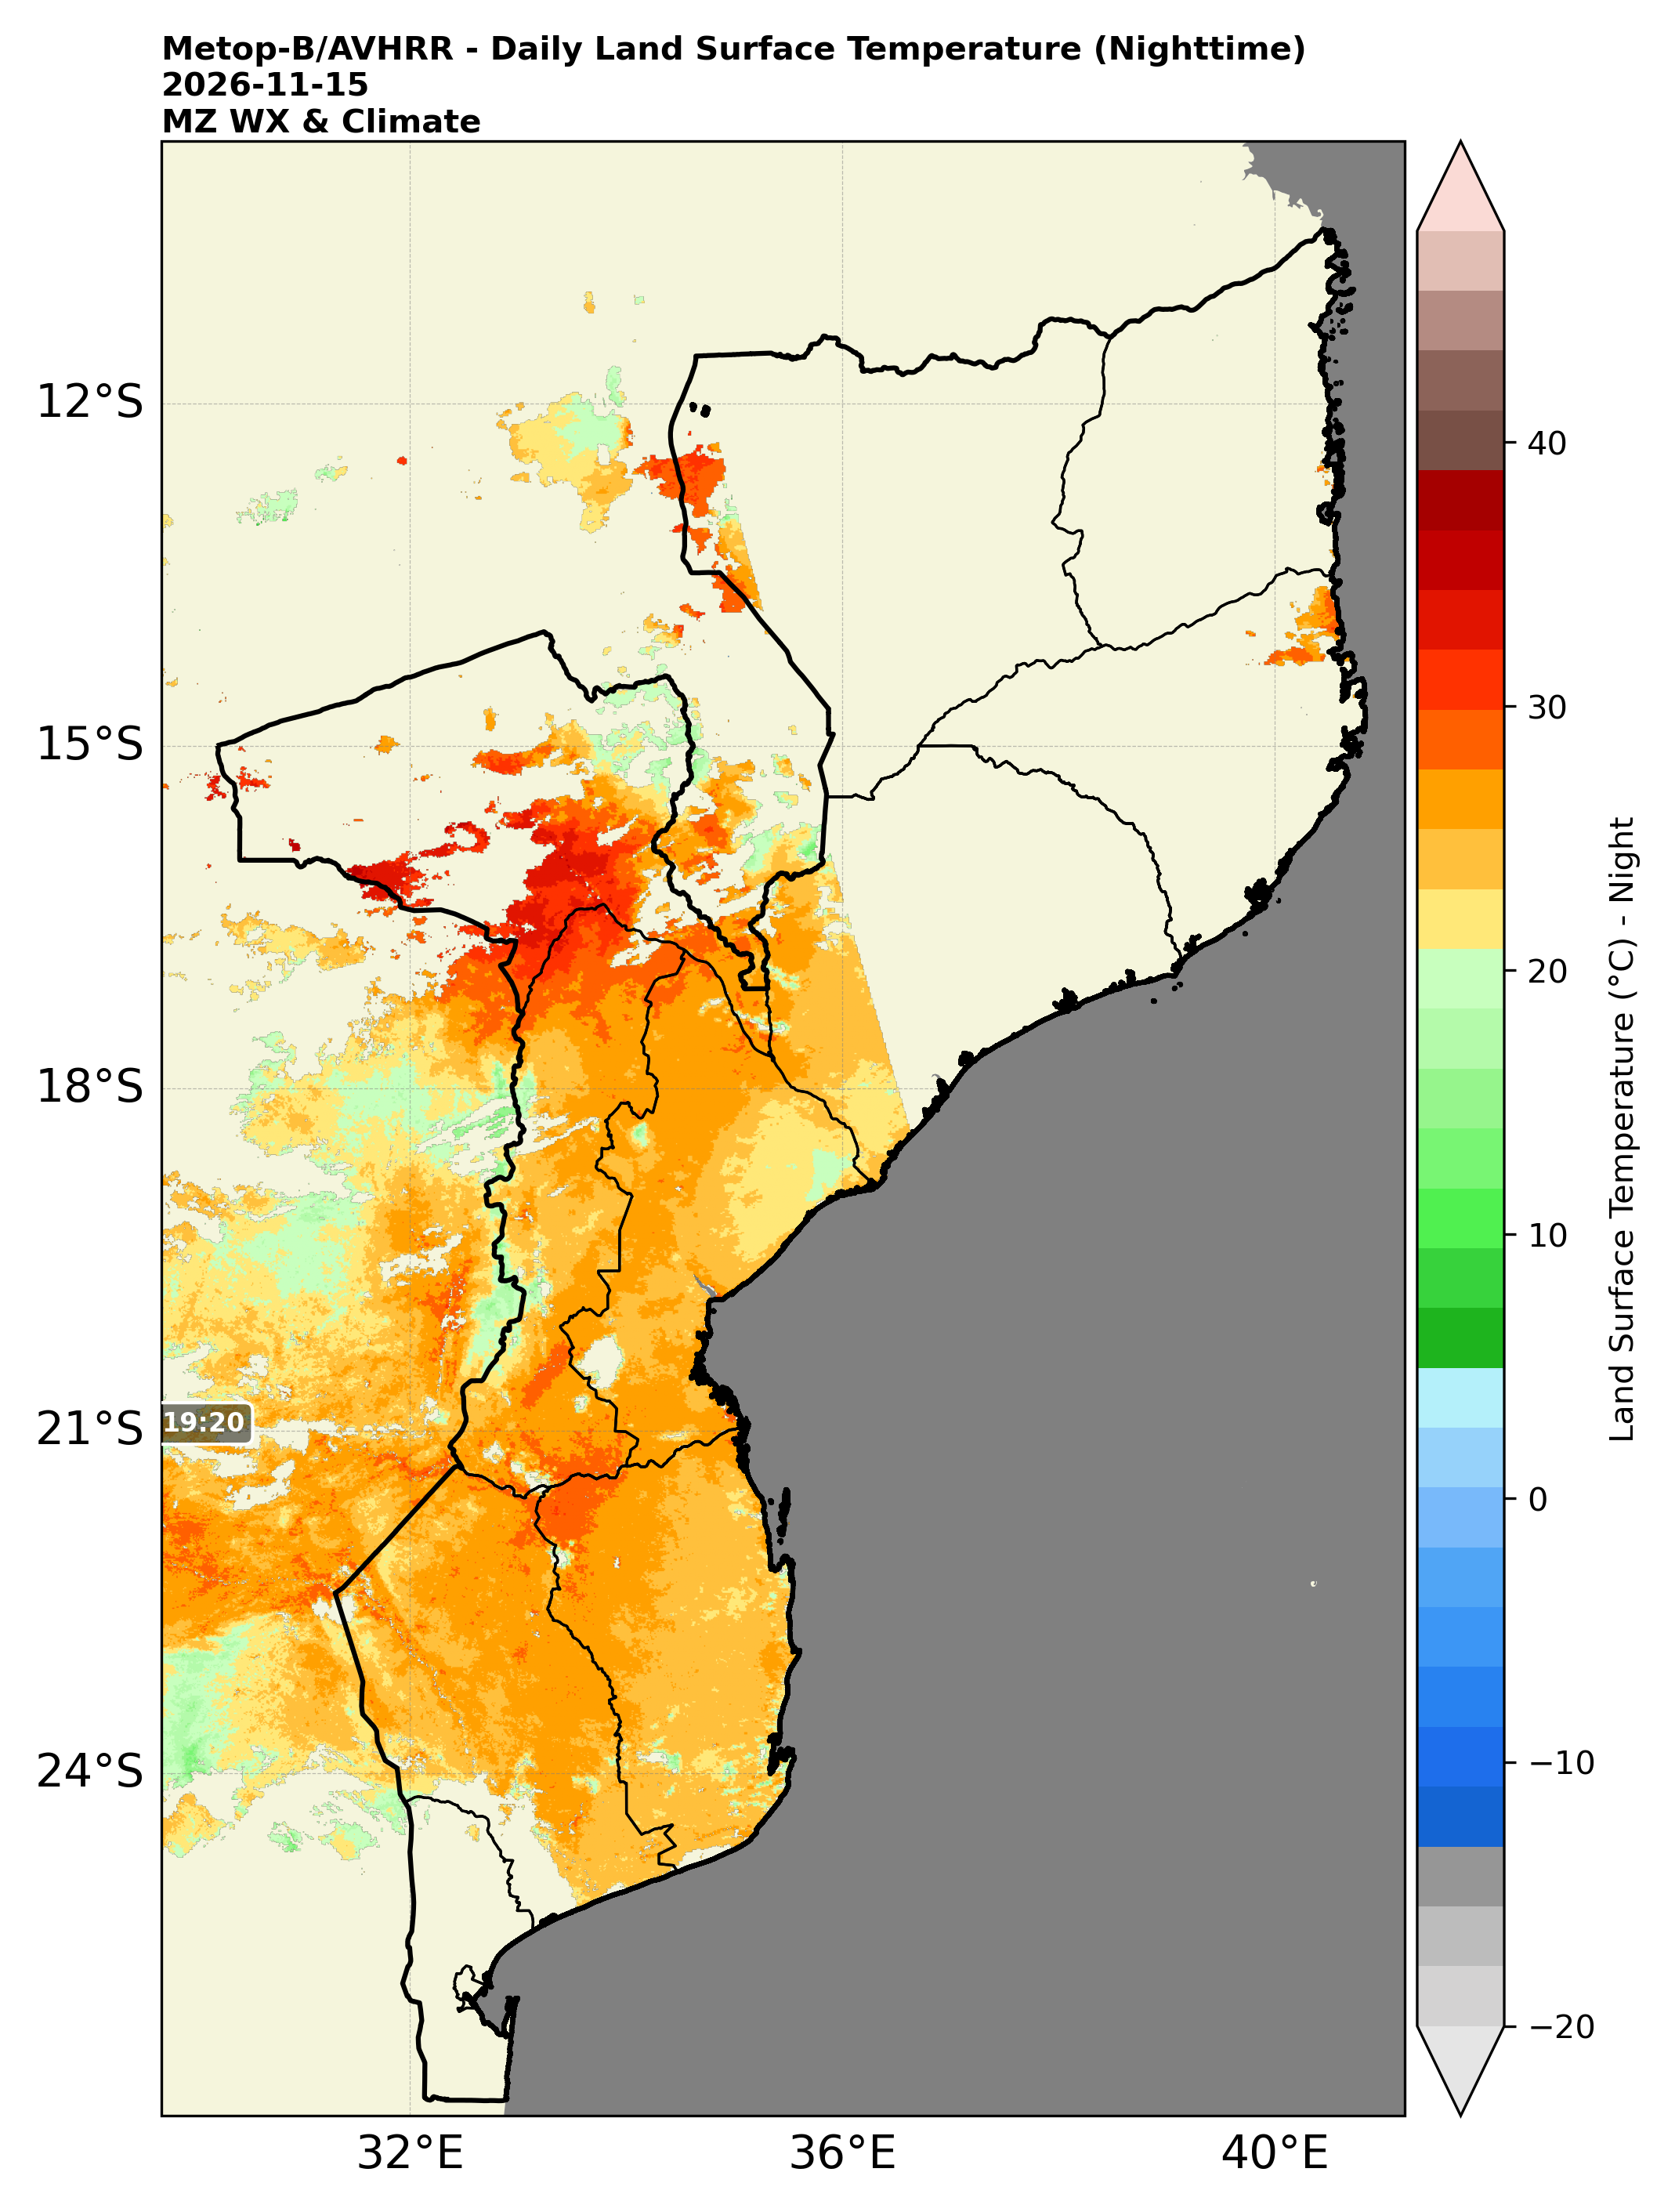 Metop-B/AVHRR - Daily Land Surface Temperature (Nighttime)
2026-11-15
MZ WX & Climate
12°S
15°S
18°S
21°S
24°S
19:20
32°E
36°E
40°E
40
30
20
10
0
−10
−20
Land Surface Temperature (°C) - Night